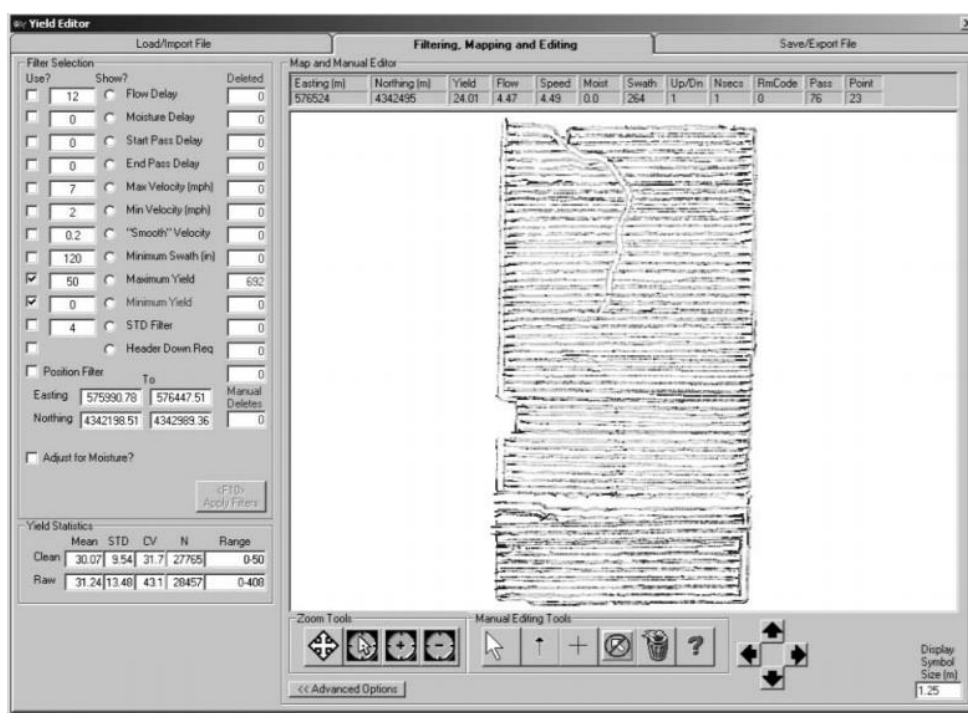 Yield Editor
Load/Import File Filtering, Mapping and Editing Save/Export File
Filter Selection
Use? Show? Deleted
12 Flow Delay 0
0 Moisture Delay 0
0 Start Pass Delay 0
0 End Pass Delay 0
7 Max Velocity (mph) 0
2 Min Velocity (mph) 0
0.2 "Smooth" Velocity 0
120 Minimum Swath (in) 0
50 Maximum Yield 692
0 Minimum Yield 0
4 STD Filter 0
Header Down Req 0
Position Filter 0
To
Easting 575990.78 576447.51 Manual Deletes
Northing 4342198.51 4342989.36 0
Adjust for Moisture?
<F10>
Apply Filters
Yield Statistics
Mean STD CV N Range
Clean 30.07 9.54 31.7 27765 0-50
Raw 31.24 13.48 43.1 28457 0-408
Map and Manual Editor
Easting (m) Northing (m) Yield Flow Speed Moist Swath Up/Dn Nsecs RmCode Pass Point
576524 4342495 24.01 4.47 4.49 0.0 264 1 1 0 76 23
Zoom Tools Manual Editing Tools
?
<< Advanced Options
Display
Symbol
Size (m)
1.25